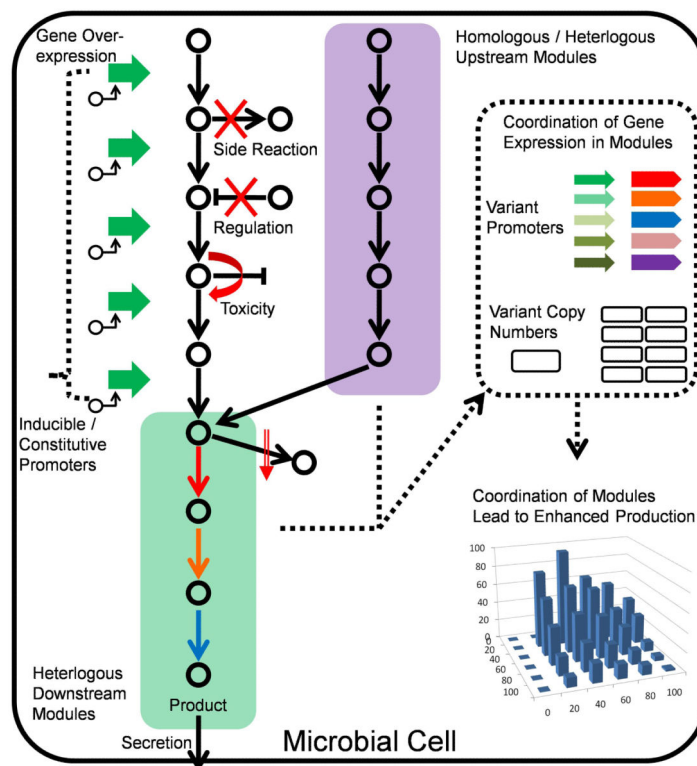 Gene Over-
expression
Homologous / Heterlogous
Upstream Modules
Side Reaction
Regulation
Toxicity
Inducible /
Constitutive
Promoters
Coordination of Gene
Expression in Modules
Variant
Promoters
Variant Copy
Numbers
Coordination of Modules
Lead to Enhanced Production
100
80
60
40
20
0
0
20
40
60
80
100
0
20
40
60
80
100
Heterlogous
Downstream
Modules
Product
Secretion
Microbial Cell